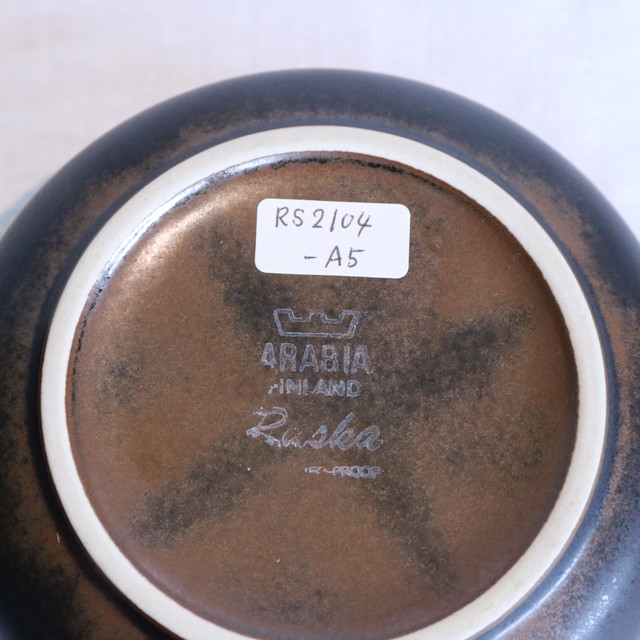 RS2104
-A5
ARABIA
FINLAND
Ruska